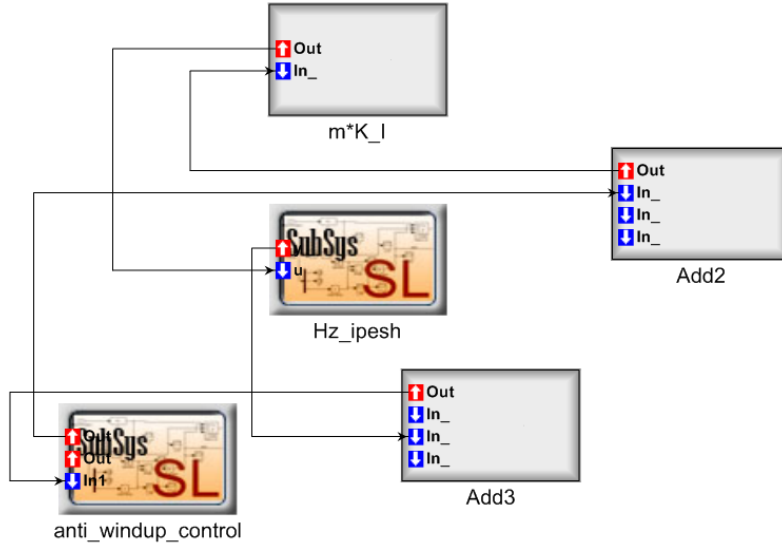 Out
In_
m*K_I
Out
In_
In_
In_
Add2
SubSys
u
SL
Hz_ipesh
Out
In_
In_
In_
Add3
Out
SubSys
Out
In1
SL
anti_windup_control